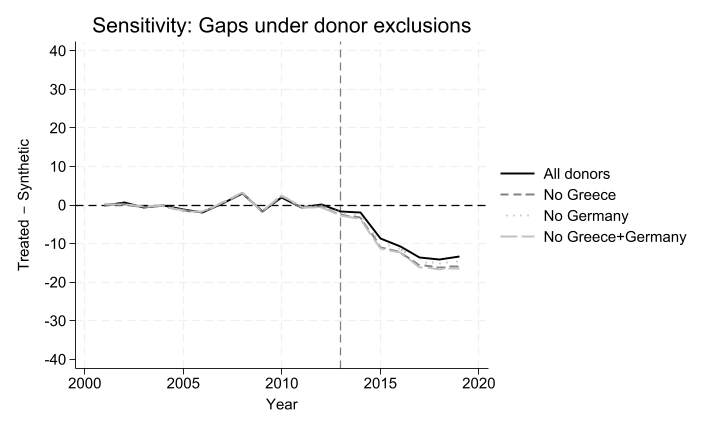 Sensitivity: Gaps under donor exclusions
40
30
20
10
0
-10
-20
-30
-40
Treated − Synthetic
2000 2005 2010 2015 2020
Year
All donors
No Greece
No Germany
No Greece+Germany